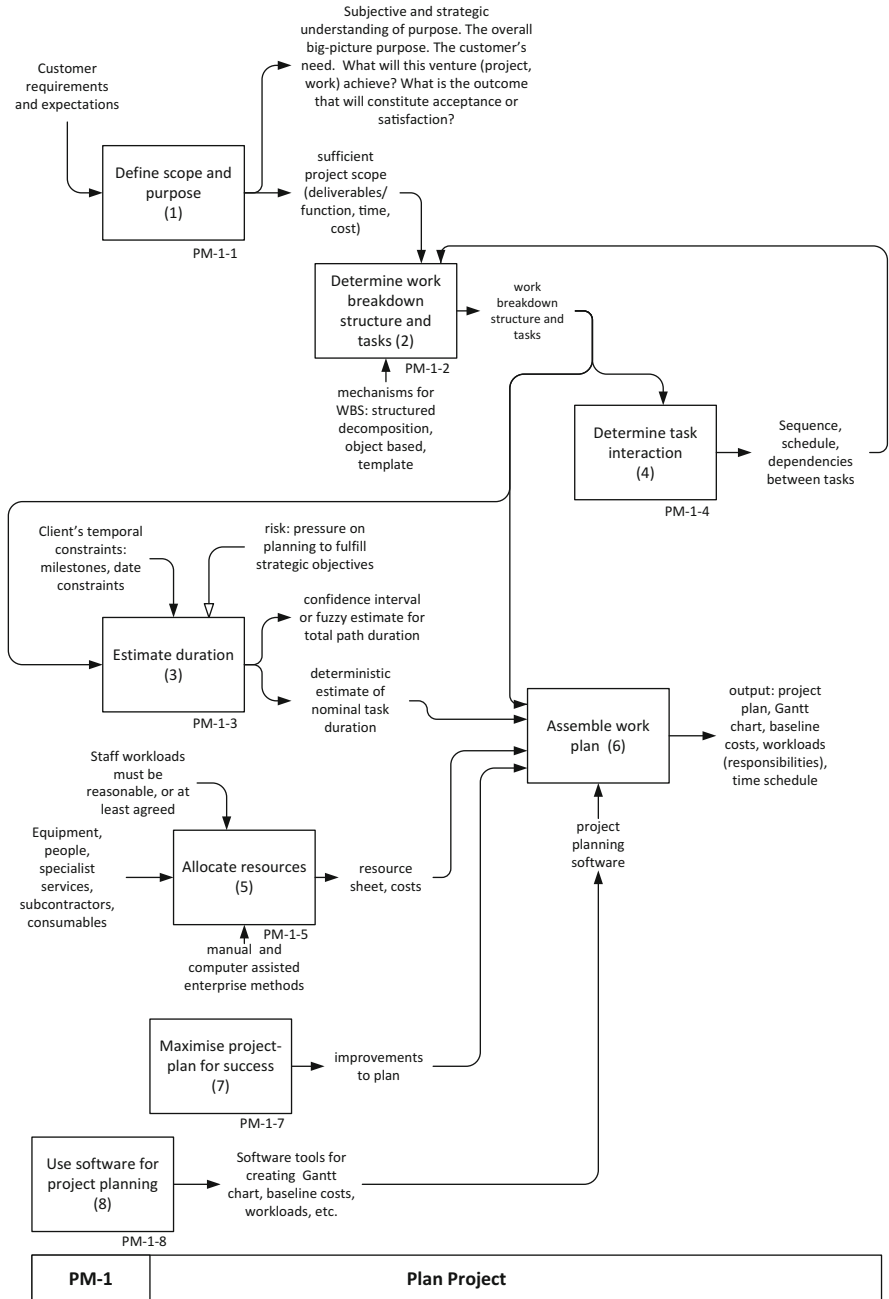 Subjective and strategic
understanding of purpose. The overall
big-picture purpose. The customer’s
need.  What will this venture (project,
work) achieve? What is the outcome
that will constitute acceptance or
satisfaction?
Customer
requirements
and expectations
Define scope and
purpose
(1)
PM-1-1
sufficient
project scope
(deliverables/
function, time,
cost)
Determine work
breakdown
structure and
tasks (2)
PM-1-2
work
breakdown
structure and
tasks
mechanisms for
WBS: structured
decomposition,
object based,
template
Determine task
interaction
(4)
PM-1-4
Sequence,
schedule,
dependencies
between tasks
Client’s temporal
constraints:
milestones, date
constraints
risk: pressure on
planning to fulfill
strategic objectives
Estimate duration
(3)
PM-1-3
confidence interval
or fuzzy estimate for
total path duration
deterministic
estimate of
nominal task
duration
Assemble work
plan  (6)
output: project
plan, Gantt
chart, baseline
costs, workloads
(responsibilities),
time schedule
Staff workloads
must be
reasonable, or at
least agreed
Equipment,
people,
specialist
services,
subcontractors,
consumables
Allocate resources
(5)
PM-1-5
resource
sheet, costs
project
planning
software
manual  and
computer assisted
enterprise methods
Maximise project-
plan for success
(7)
PM-1-7
improvements
to plan
Use software for
project planning
(8)
PM-1-8
Software tools for
creating  Gantt
chart, baseline costs,
workloads, etc.
PM-1
Plan Project